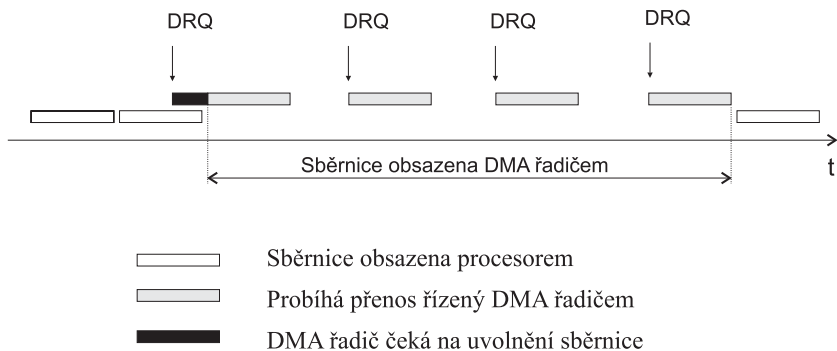 DRQ DRQ DRQ DRQ
Sběrnice obsazena DMA řadičem
t
Sběrnice obsazena procesorem
Probíhá přenos řízený DMA řadičem
DMA řadič čeká na uvolnění sběrnice